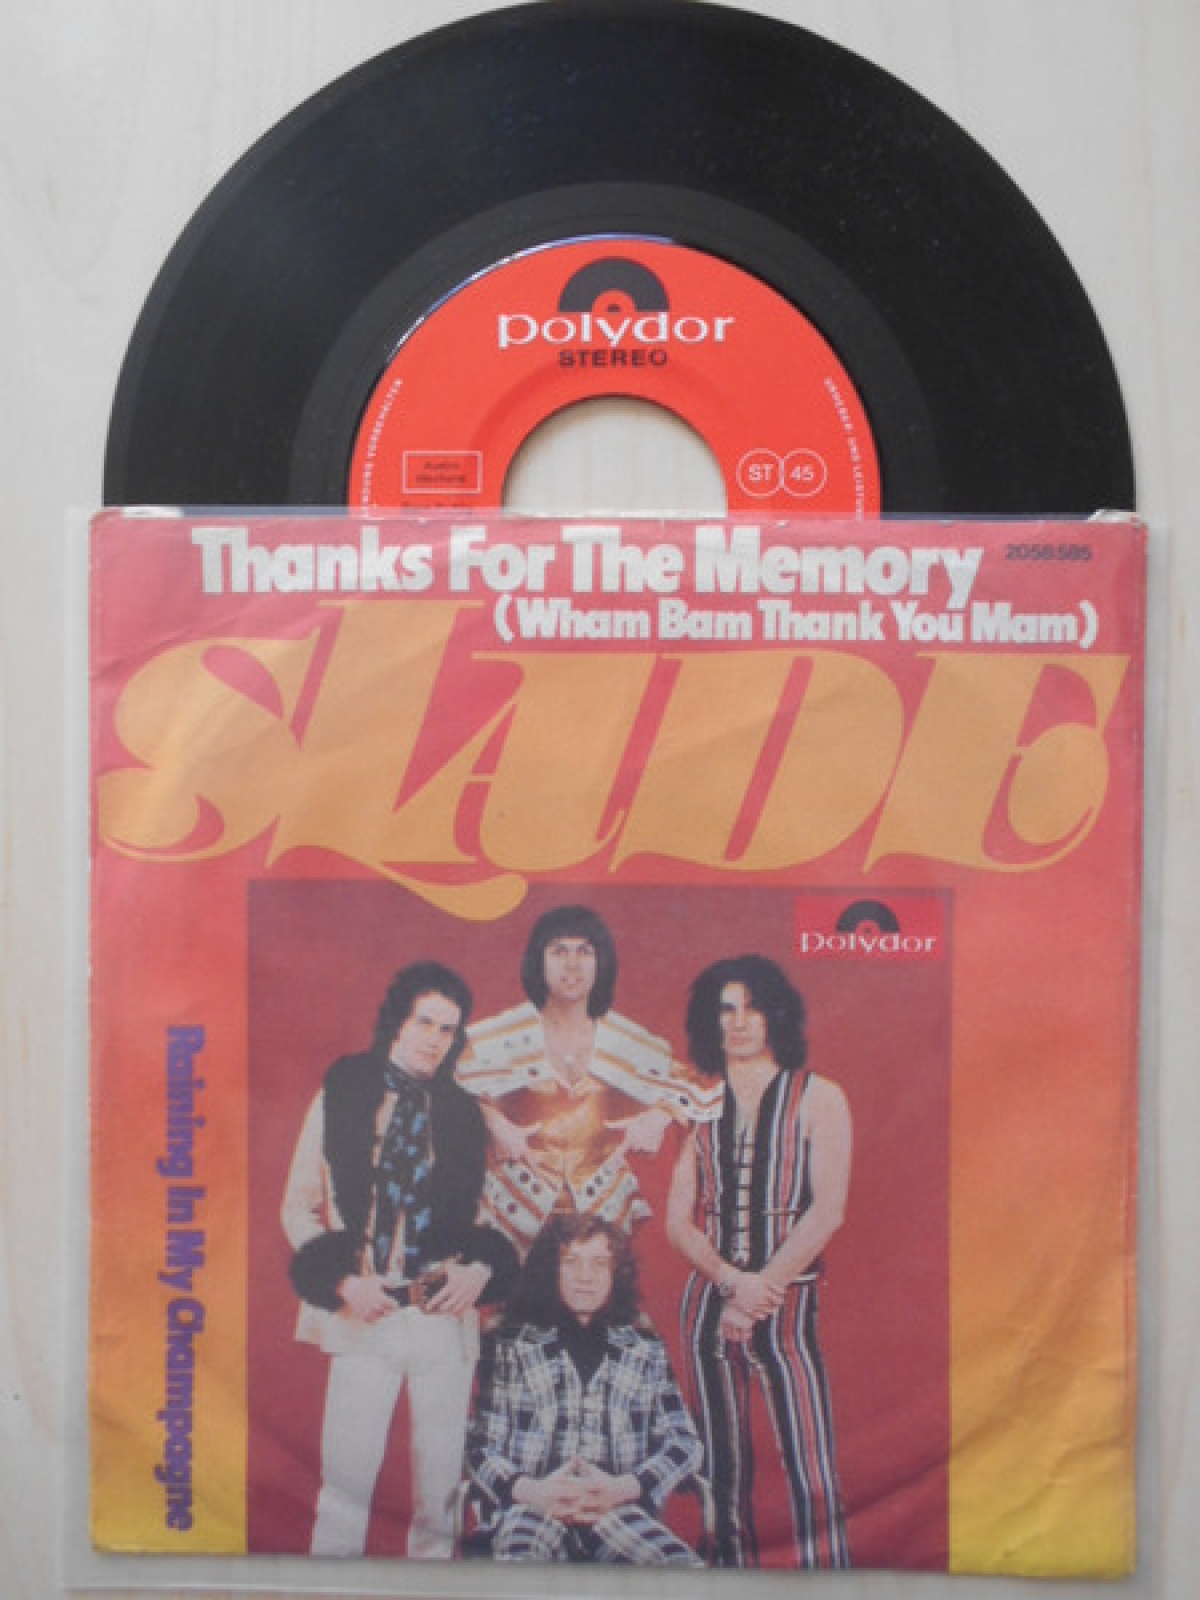 polydor
STEREO
ST 45
Thanks For The Memory
2058 585
(Wham Bam Thank You Mam)
SLADE
polydor
Raining In My Champagne